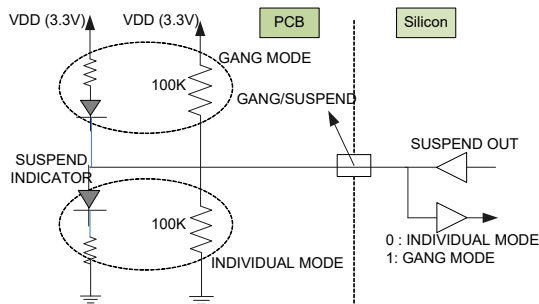 VDD (3.3V)
VDD (3.3V)
PCB
Silicon
GANG MODE
100K
GANG/SUSPEND
SUSPEND OUT
SUSPEND
INDICATOR
100K
0 : INDIVIDUAL MODE
1: GANG MODE
INDIVIDUAL MODE